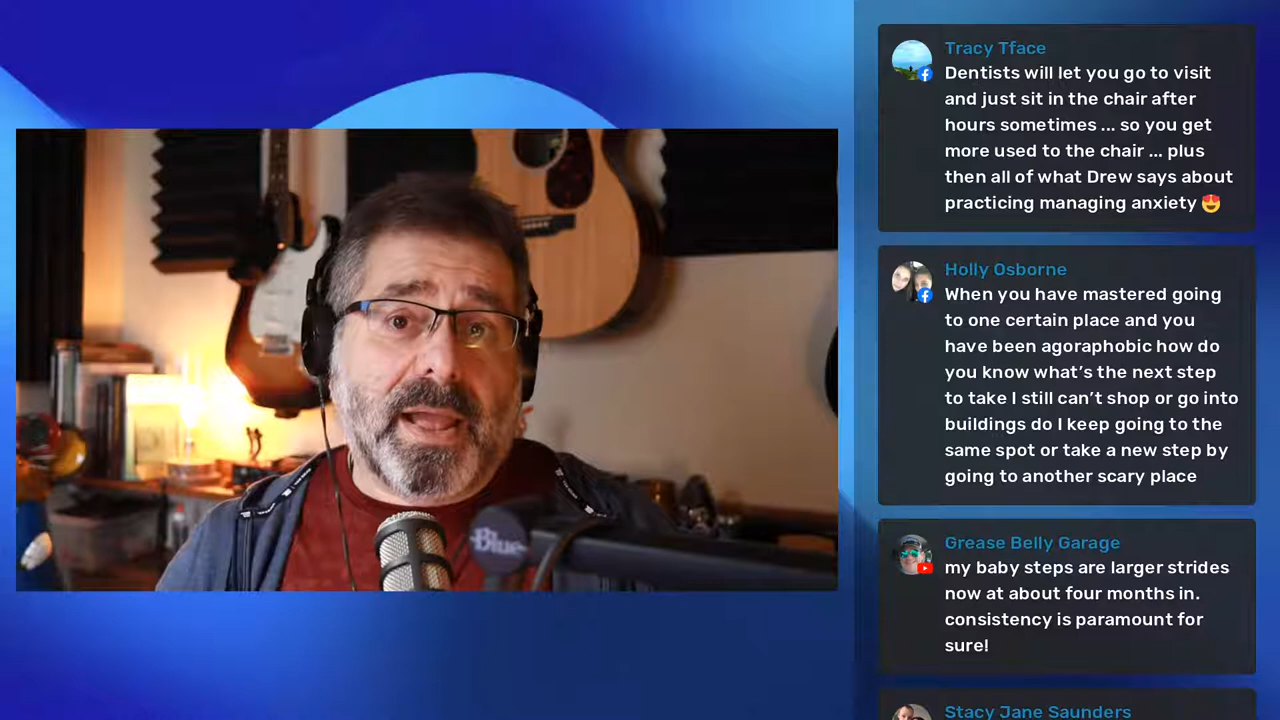 Blue
Tracy Tface
Dentists will let you go to visit
and just sit in the chair after
hours sometimes ... so you get
more used to the chair ... plus
then all of what Drew says about
practicing managing anxiety 😍
Holly Osborne
When you have mastered going
to one certain place and you
have been agoraphobic how do
you know what's the next step
to take I still can't shop or go into
buildings do I keep going to the
same spot or take a new step by
going to another scary place
Grease Belly Garage
my baby steps are larger strides
now at about four months in.
consistency is paramount for
sure!
Stacy Jane Saunders